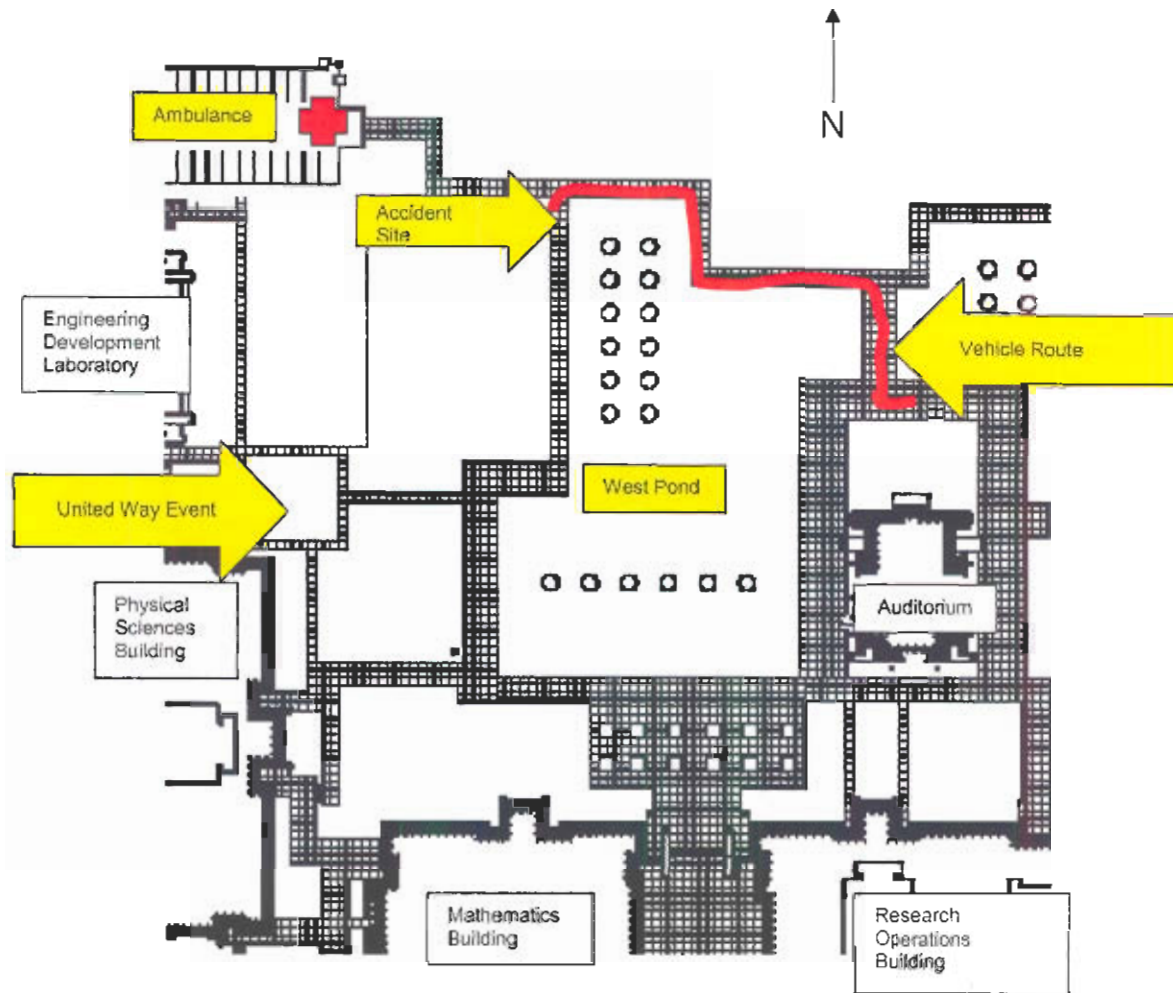 N
Ambulance
Accident
Site
Engineering
Development
Laboratory
Vehicle Route
United Way Event
West Pond
Physical
Sciences
Building
Auditorium
Mathematics
Building
Research
Operations
Building